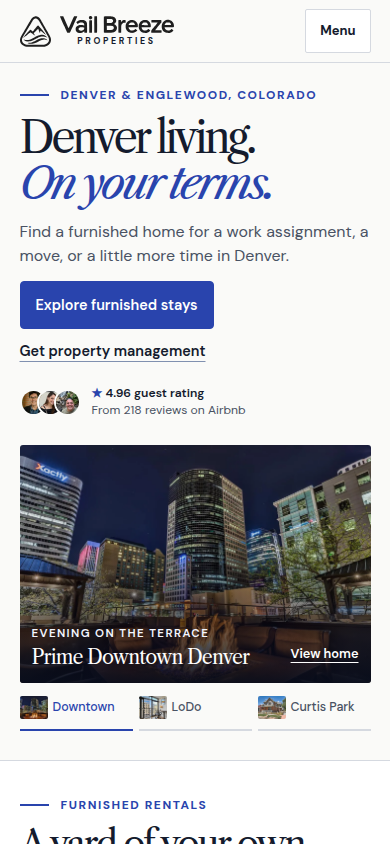 Vail Breeze
PROPERTIES
Menu
DENVER & ENGLEWOOD, COLORADO
Denver living.
On your terms.
Find a furnished home for a work assignment, a
move, or a little more time in Denver.
Explore furnished stays
Get property management
★ 4.96 guest rating
From 218 reviews on Airbnb
Xactly
EVENING ON THE TERRACE
Prime Downtown Denver
View home
Downtown
LoDo
Curtis Park
FURNISHED RENTALS
A yard of your own